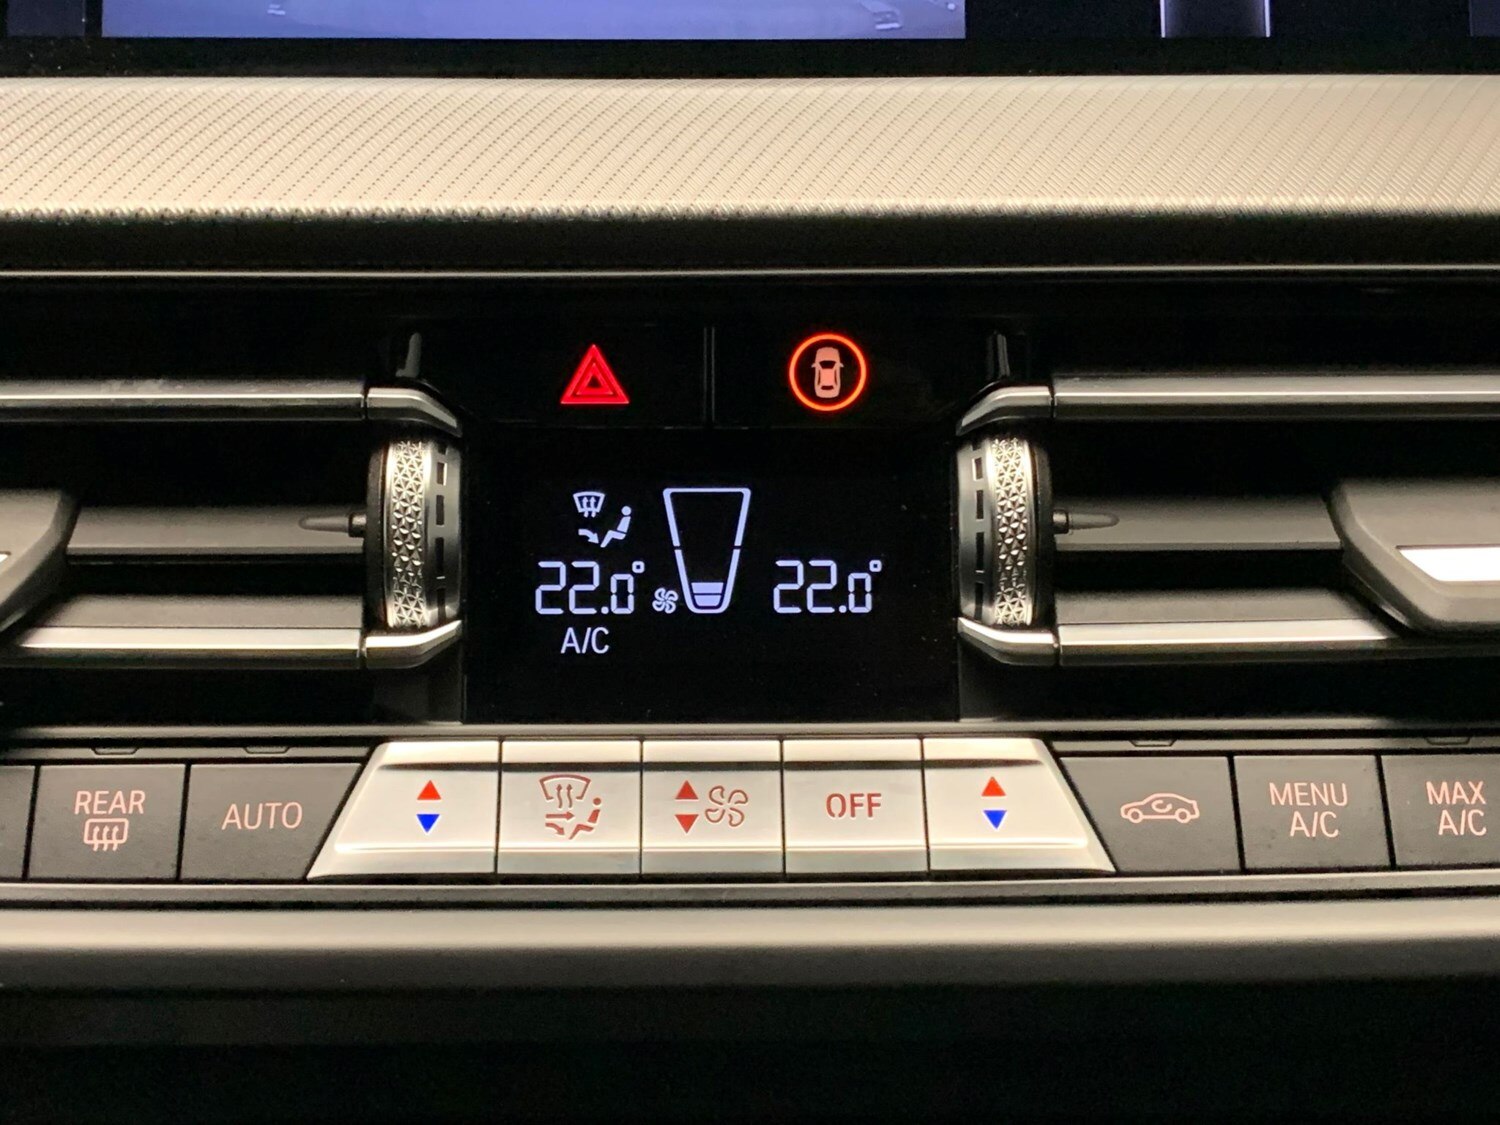 22.0° 22.0°
A/C
REAR
AUTO
OFF
MENU
A/C
MAX
A/C